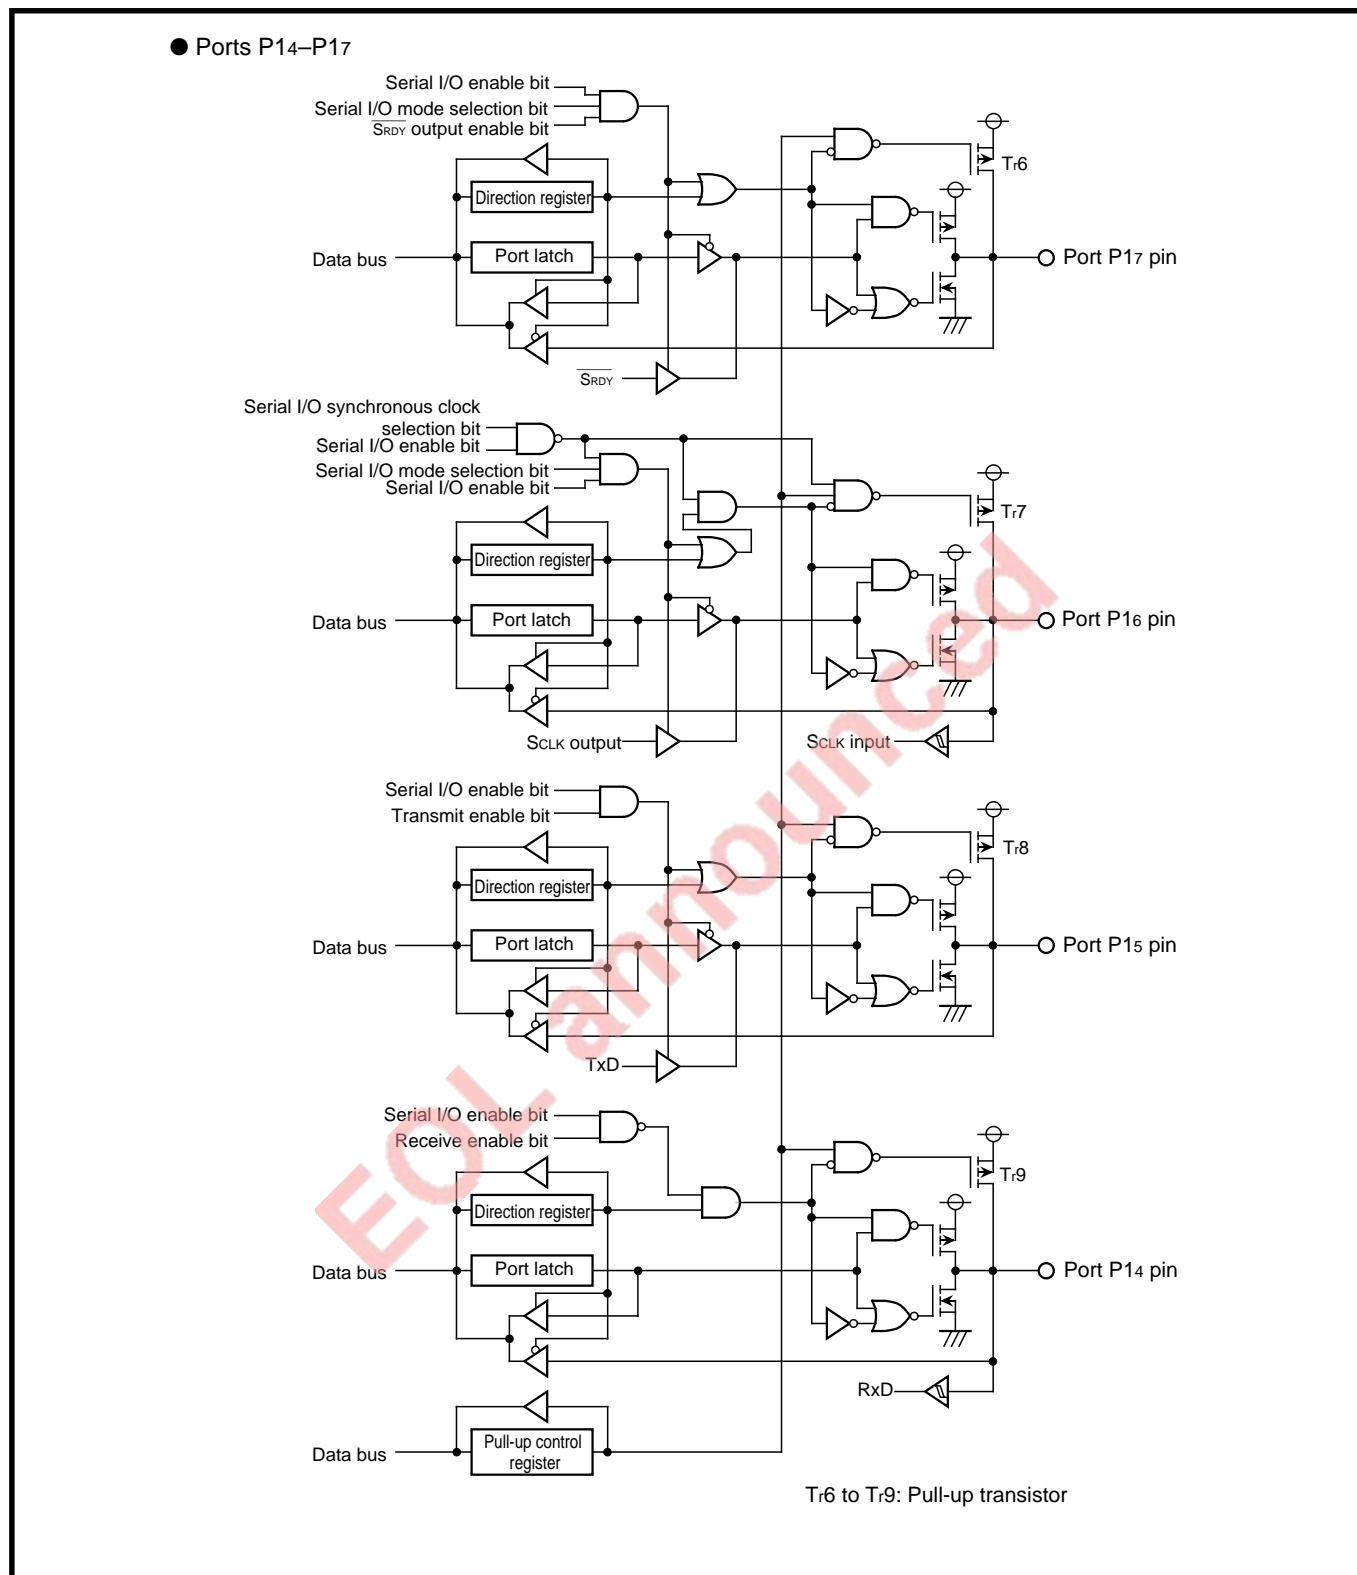 ● Ports P14–P17
Serial I/O enable bit
Serial I/O mode selection bit
SRDY output enable bit
Direction register
Data bus
Port latch
Tr6
Port P17 pin
SRDY
Serial I/O synchronous clock
selection bit
Serial I/O enable bit
Serial I/O mode selection bit
Serial I/O enable bit
Tr7
Direction register
Data bus
Port latch
Port P16 pin
SCLK output
SCLK input
Serial I/O enable bit
Transmit enable bit
Tr8
Direction register
Data bus
Port latch
Port P15 pin
TxD
Serial I/O enable bit
Receive enable bit
Tr9
Direction register
Data bus
Port latch
Port P14 pin
RxD
Data bus
Pull-up control
register
Tr6 to Tr9: Pull-up transistor
EOL announced